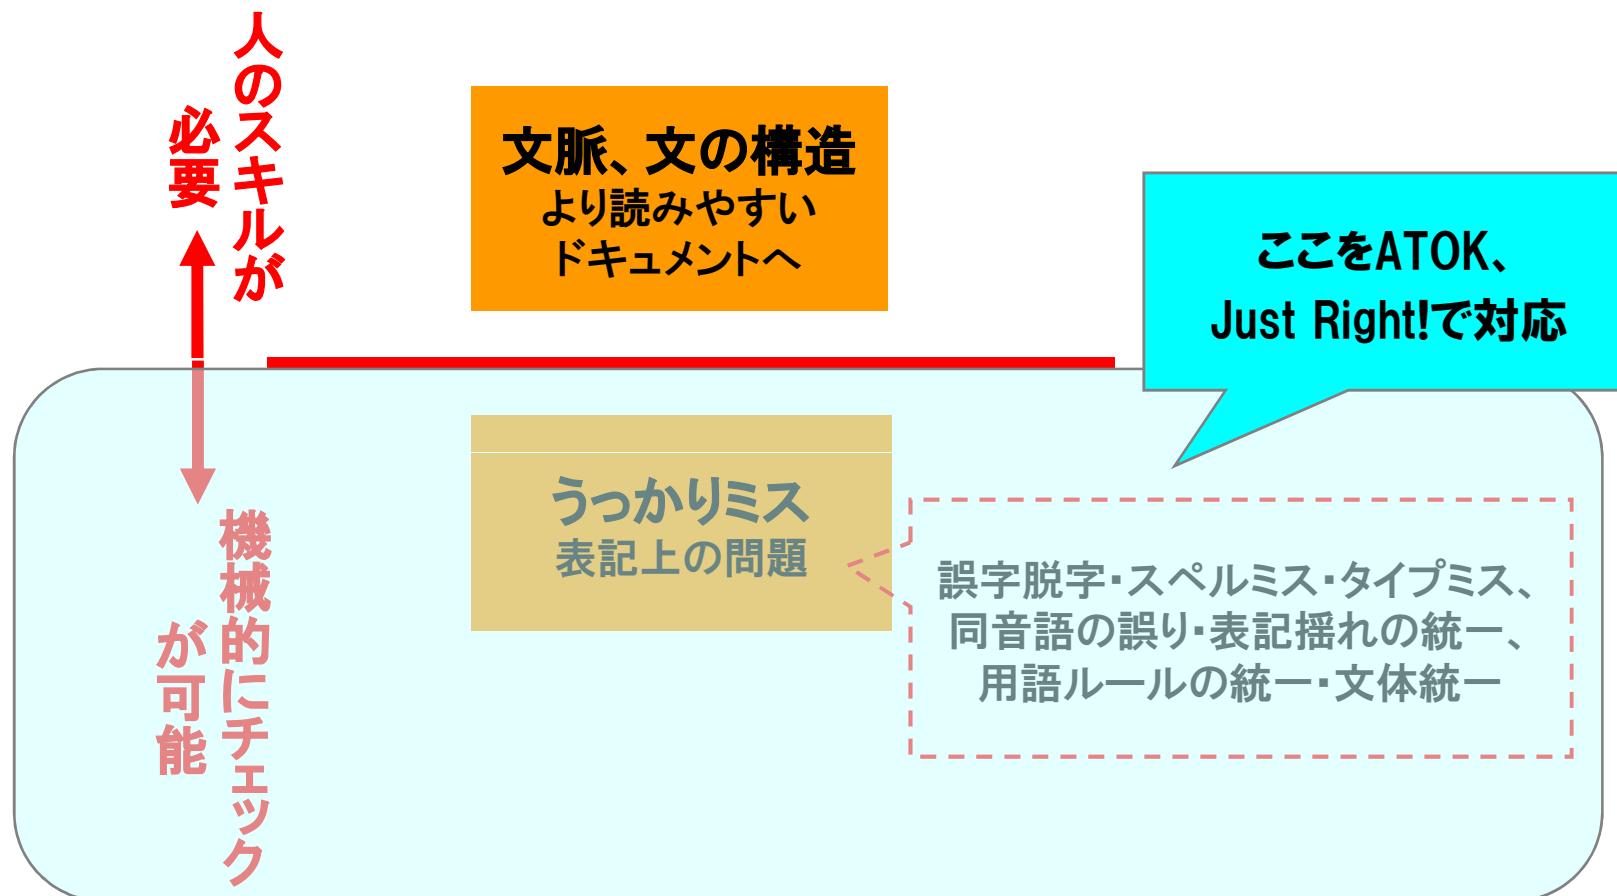 人のスキルが
必要
文脈、文の構造
より読みやすい
ドキュメントへ
ここをATOK、
Just Right!で対応
うっかりミス
表記上の問題
誤字脱字・スペルミス・タイプミス、
同音語の誤り・表記揺れの統一、
用語ルールの統一・文体統一
機械的にチェック
が可能